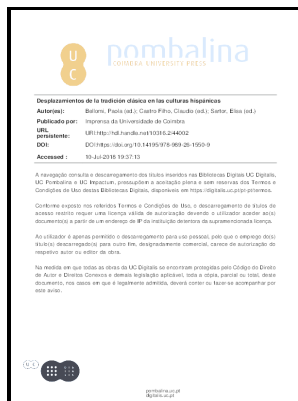 U
C
pombalina
COIMBRA UNIVERSITY PRESS
Desplazamientos de la tradición clásica en las culturas hispánicas
Autor(es): Balloni, Paola (ed.); Castro Filho, Claudio (ed.); Sartor, Elisa (ed.)
Publicado por: Imprensa da Universidade de Coimbra
URL
persistente: URI:http://hdl.handle.net/10316.2/44002
DOI: DOI:https://doi.org/10.14195/978-989-26-1550-9
Accessed : 10-Jul-2018 19:37:13
A navegação consulta e descarregamento dos títulos inseridos nas Bibliotecas Digitais UC Digitalis,
UC Pombalina e UC Impactum, pressupõem a aceitação plena e sem reservas dos Termos e
Condições de Uso destas Bibliotecas Digitais, disponíveis em https://digitalis.uc.pt/pt-pt/termos.
Conforme exposto nos referidos Termos e Condições de Uso, o descarregamento de títulos de
acesso restrito requer uma licença válida de autorização devendo o utilizador aceder ao(s)
documento(s) a partir de um endereço de IP da instituição detentora da supramencionada licença.
Ao utilizador é apenas permitido o descarregamento para uso pessoal, pelo que o emprego do(s)
título(s) descarregado(s) para outro fim, designadamente comercial, carece de autorização do
respetivo autor ou editor da obra.
Na medida em que todas as obras da UC Digitalis se encontram protegidas pelo Código do Direito
de Autor e Direitos Conexos e demais legislação aplicável, toda a cópia, parcial ou total, deste
documento, nos casos em que é legalmente admitida, deverá conter ou fazer-se acompanhar por
este aviso.
U C
pombalina.uc.pt
digitalis.uc.pt